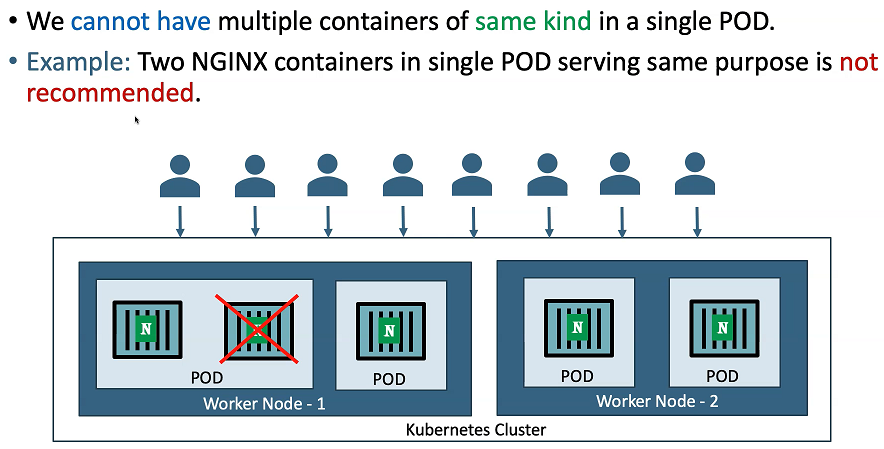 • We cannot have multiple containers of same kind in a single POD.
• Example: Two NGINX containers in single POD serving same purpose is not
recommended.
N
N
N
N
N
POD
POD
POD
POD
Worker Node - 1
Worker Node - 2
Kubernetes Cluster